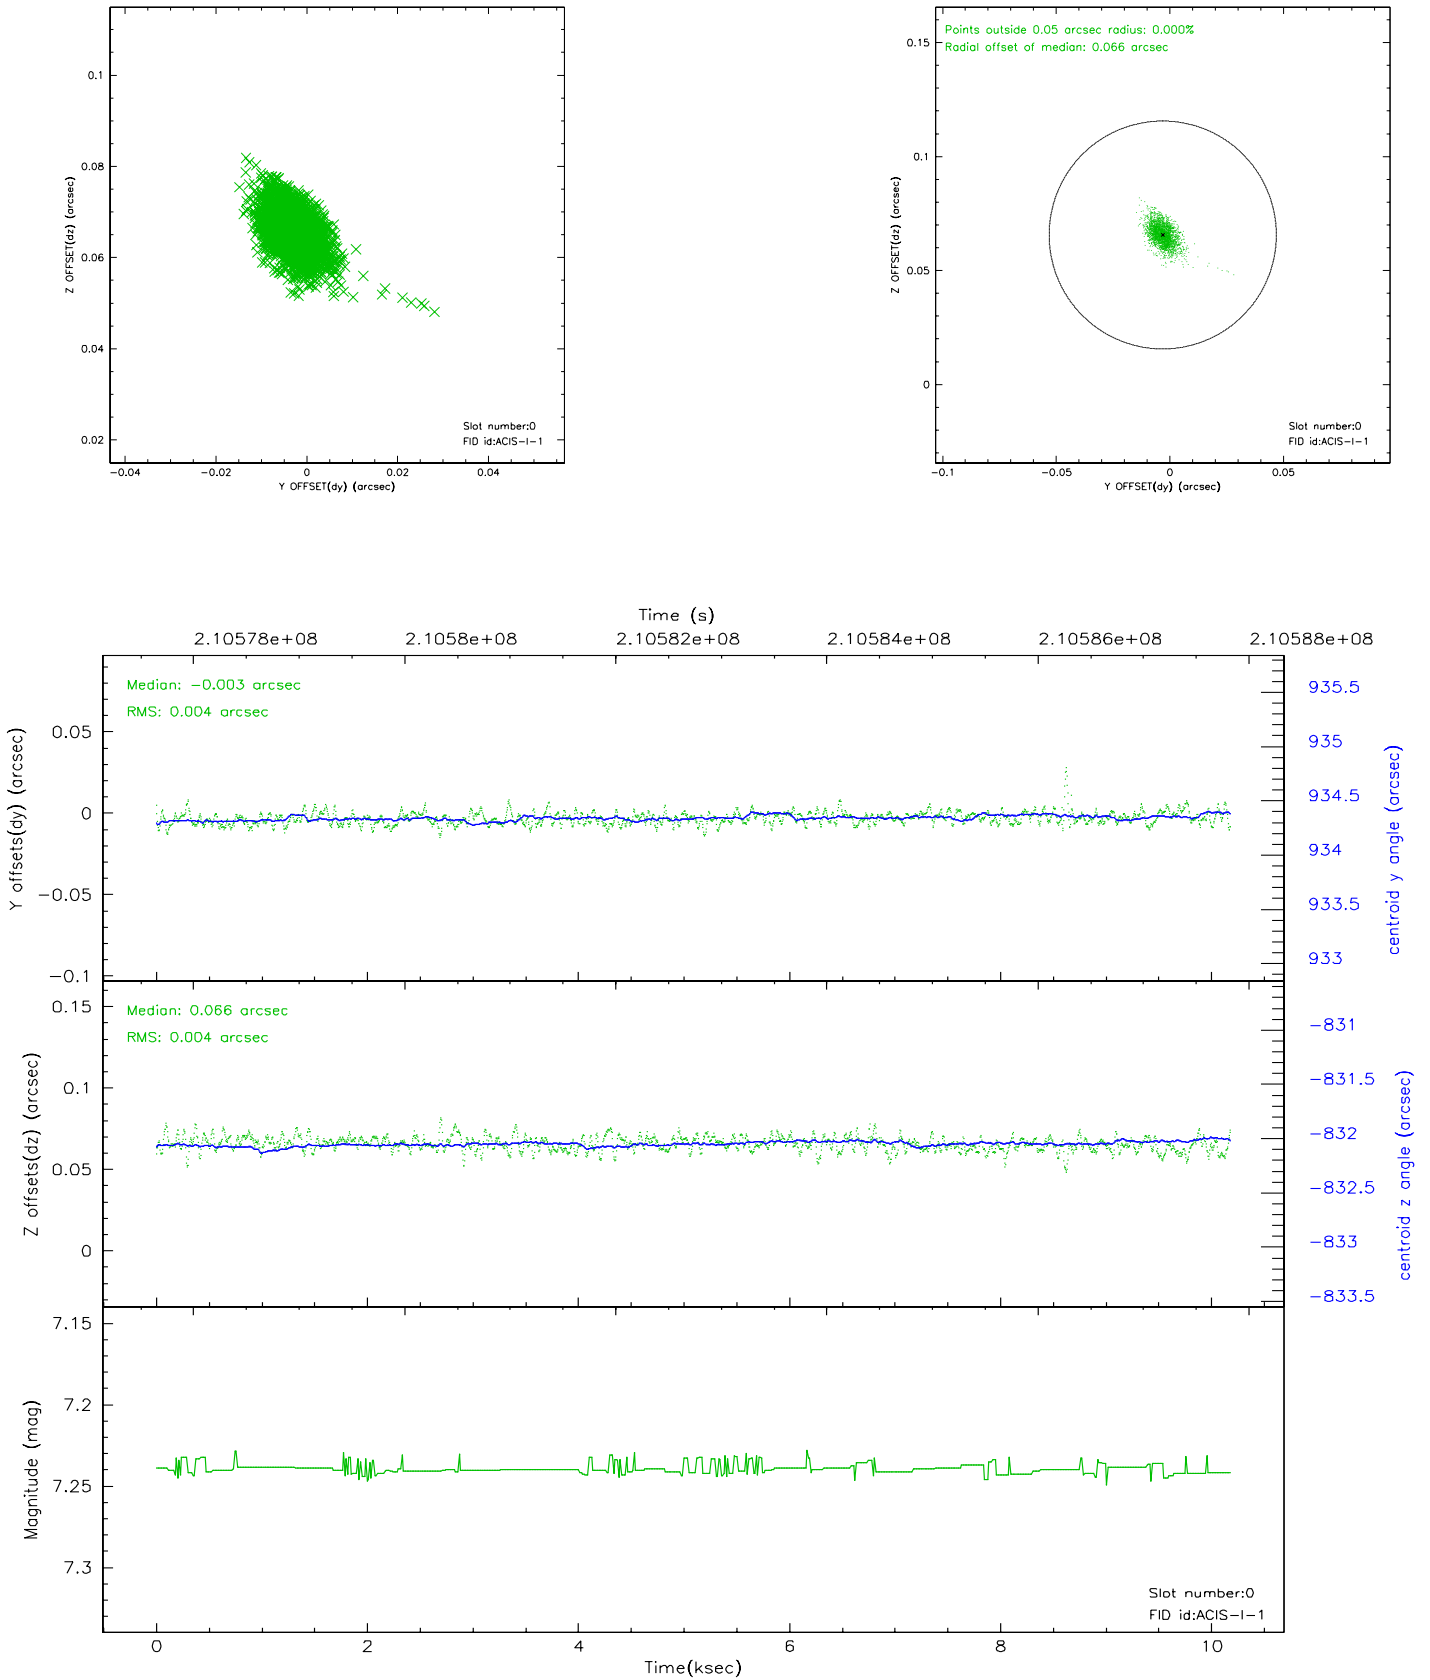 0.1
0.08
0.06
0.04
0.02
Z OFFSET(dz) (arcsec)
−0.04
−0.02
0
0.02
0.04
Y OFFSET(dy) (arcsec)
Slot number:0
FID id:ACIS−I−1
Points outside 0.05 arcsec radius: 0.000%
Radial offset of median: 0.066 arcsec
0.15
0.1
0.05
0
Z OFFSET(dz) (arcsec)
−0.1
−0.05
0
0.05
Y OFFSET(dy) (arcsec)
Slot number:0
FID id:ACIS−I−1
Time (s)
2.10578e+08
2.1058e+08
2.10582e+08
2.10584e+08
2.10586e+08
2.10588e+08
Median: −0.003 arcsec
RMS: 0.004 arcsec
0.05
0
−0.05
−0.1
Y offsets(dy) (arcsec)
935.5
935
934.5
934
933.5
933
centroid y angle (arcsec)
Median: 0.066 arcsec
RMS: 0.004 arcsec
0.15
0.1
0.05
0
Z offsets(dz) (arcsec)
−831
−831.5
−832
−832.5
−833
−833.5
centroid z angle (arcsec)
7.15
7.2
7.25
7.3
Magnitude (mag)
Slot number:0
FID id:ACIS−I−1
0
2
4
6
8
10
Time(ksec)